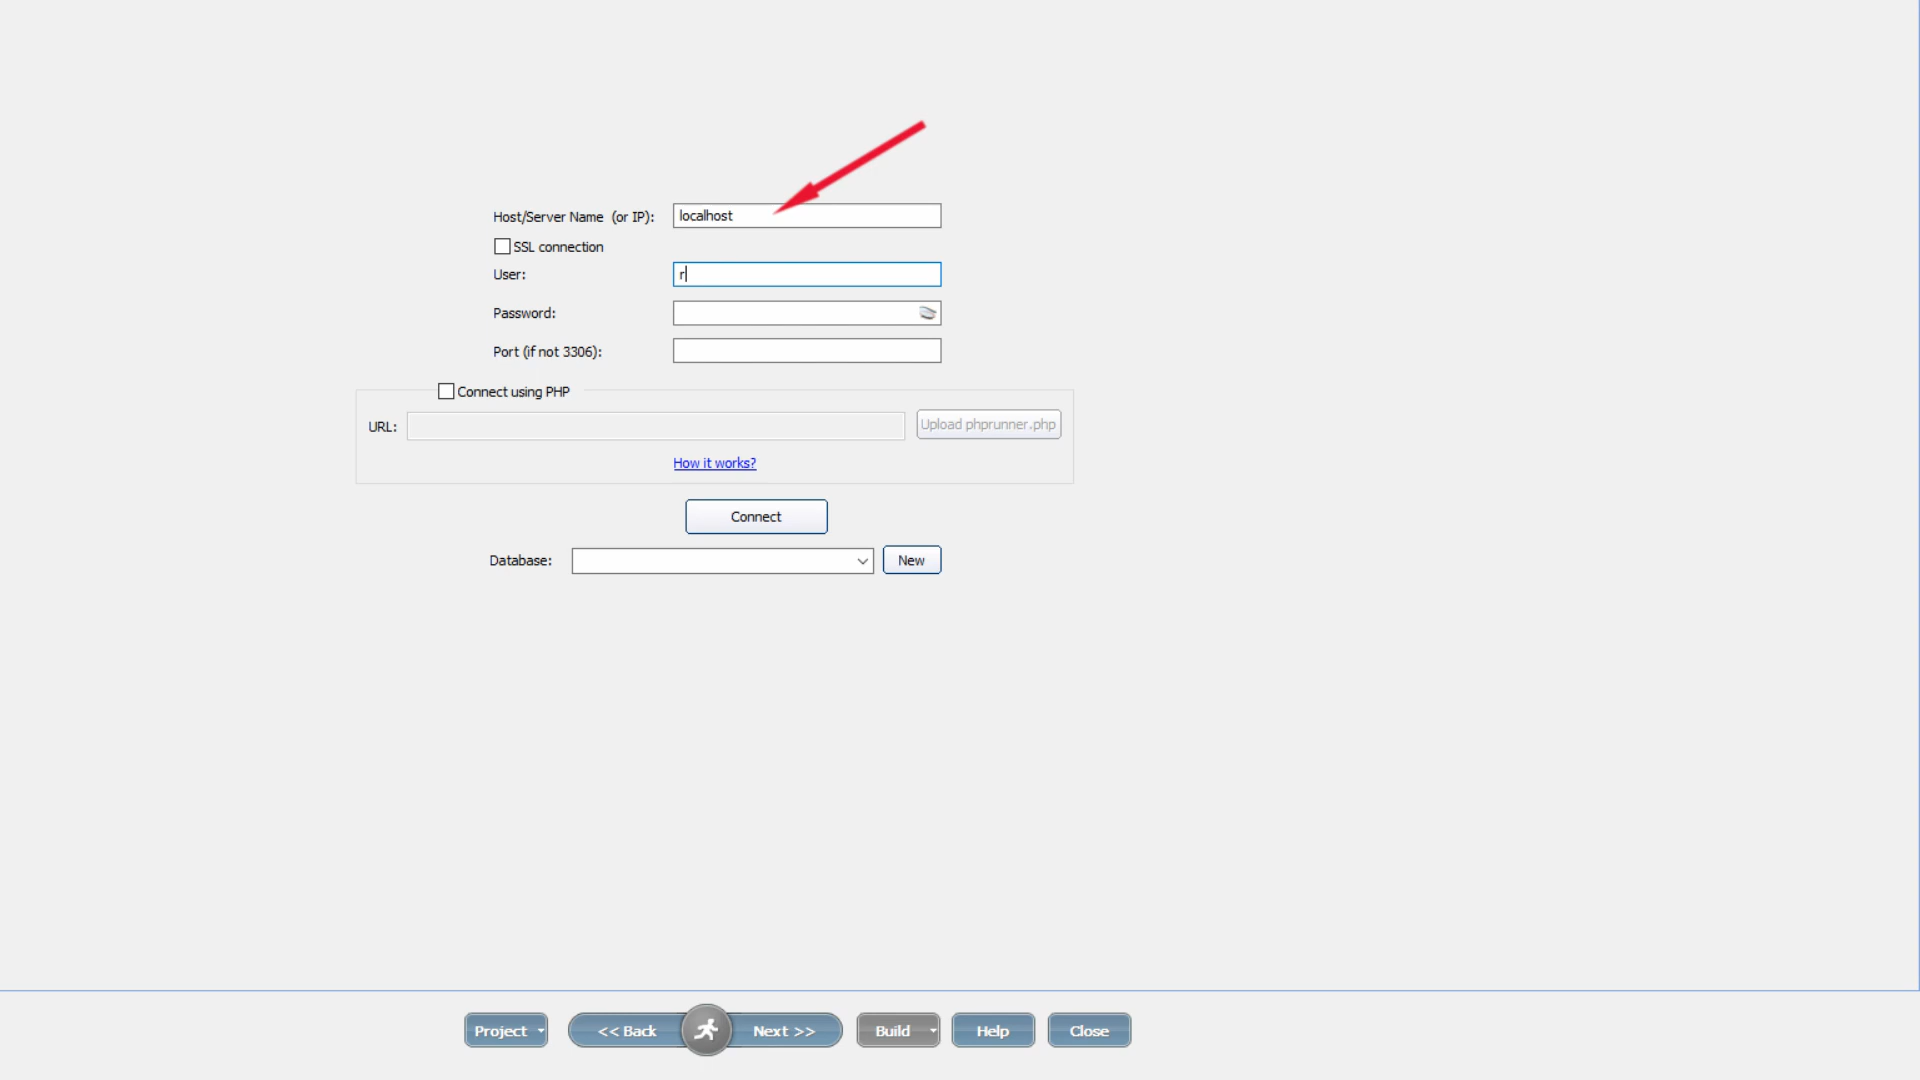 Host/Server Name (or IP): localhost
SSL connection
User: r
Password:
Port (if not 3306):
Connect using PHP
URL: Upload phprunner.php
How it works?
Connect
Database: New
Project << Back Next >> Build Help Close